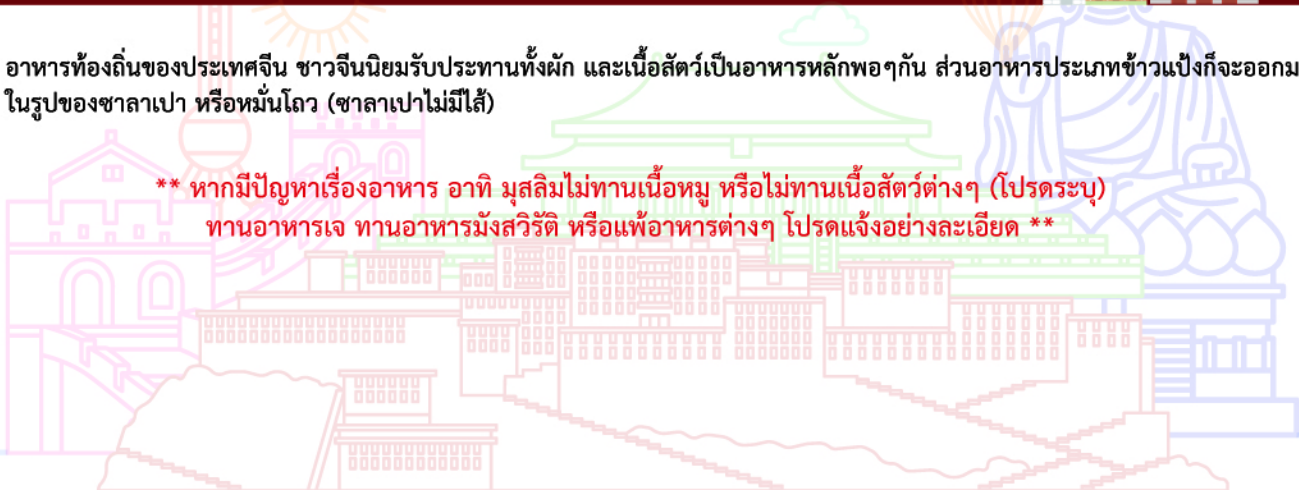 อาหารท้องถิ่นของประเทศจีน ชาวจีนนิยมรับประทานทั้งผัก และเนื้อสัตว์เป็นอาหารหลักพอๆกัน ส่วนอาหารประเภทข้าวแป้งก็จะออกม
ในรูปของซาลาเปา หรือหมั่นโถว (ซาลาเปาไม่มีไส้)
** หากมีปัญหาเรื่องอาหาร อาทิ มุสลิมไม่ทานเนื้อหมู หรือไม่ทานเนื้อสัตว์ต่างๆ (โปรดระบุ)
ทานอาหารเจ ทานอาหารมังสวิรัติ หรือแพ้อาหารต่างๆ โปรดแจ้งอย่างละเอียด **